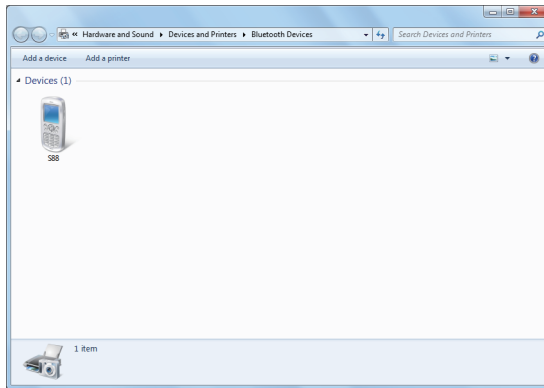 « Hardware and Sound ▸ Devices and Printers ▸ Bluetooth Devices Search Devices and Printers
Add a device Add a printer
Devices (1)
S88
1 item